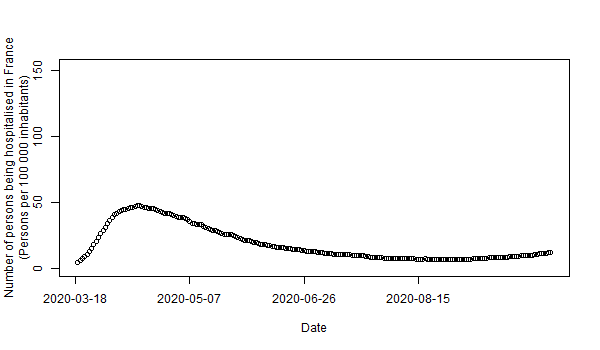 Number of persons being hospitalised in France
(Persons per 100 000 inhabitants)
150
100
50
0
2020-03-18 2020-05-07 2020-06-26 2020-08-15
Date